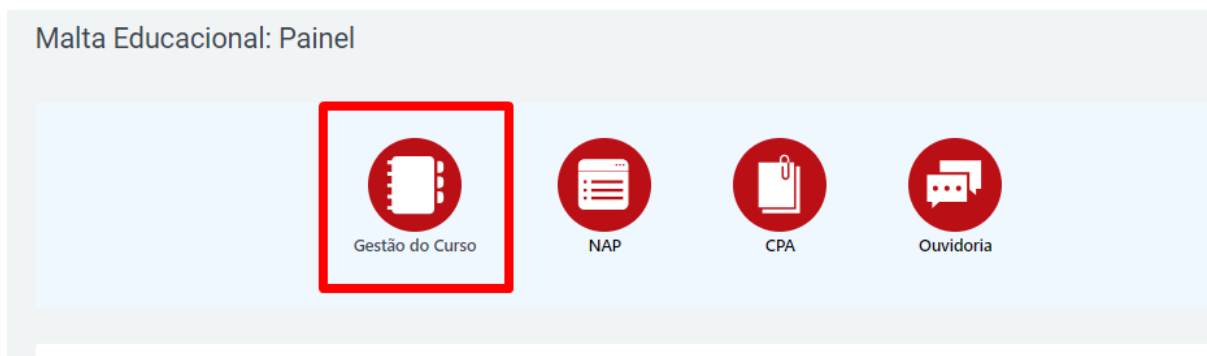 Malta Educacional: Painel
Gestão do Curso
NAP
CPA
Ouvidoria